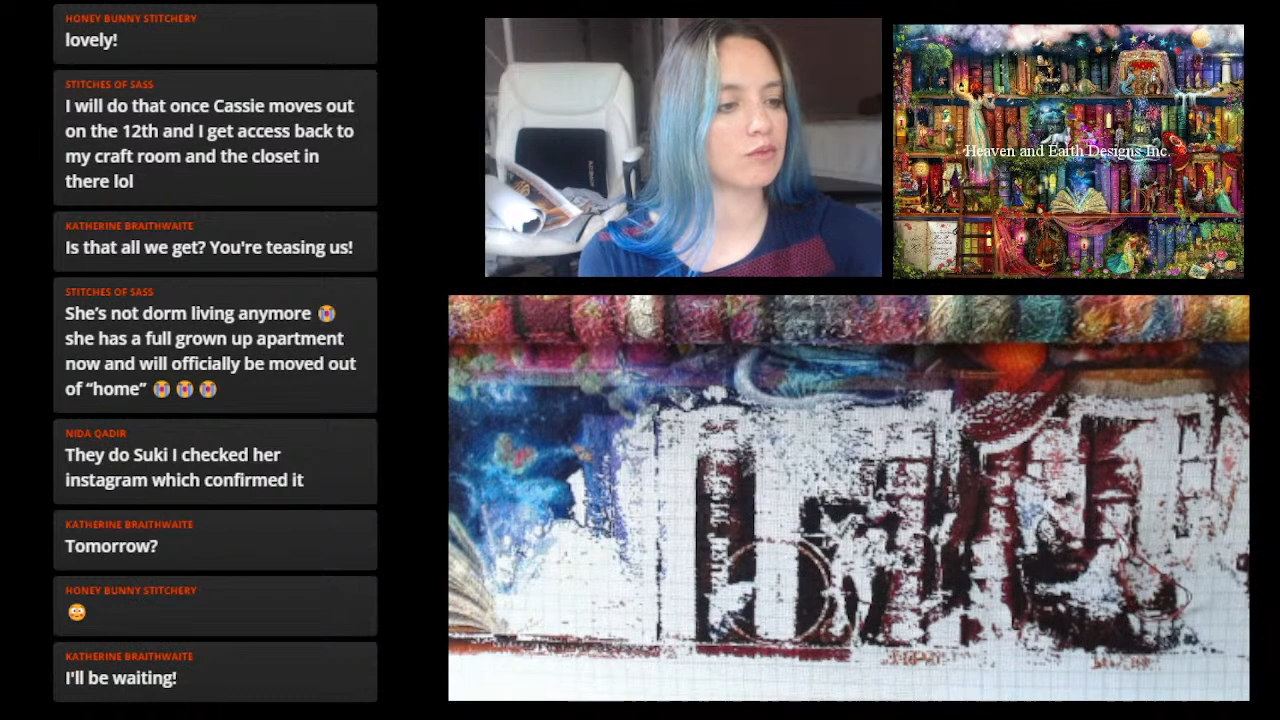 HONEY BUNNY STITCHERY
lovely!
STITCHES OF SASS
I will do that once Cassie moves out
on the 12th and I get access back to
my craft room and the closet in
there lol
KATHERINE BRAITHWAITE
Is that all we get? You're teasing us!
STITCHES OF SASS
She's not dorm living anymore 😭
she has a full grown up apartment
now and will officially be moved out
of “home” 😭 😭 😭
NIDA QADIR
They do Suki I checked her
instagram which confirmed it
KATHERINE BRAITHWAITE
Tomorrow?
HONEY BUNNY STITCHERY
😳
KATHERINE BRAITHWAITE
I'll be waiting!
Heaven and Earth Designs Inc.